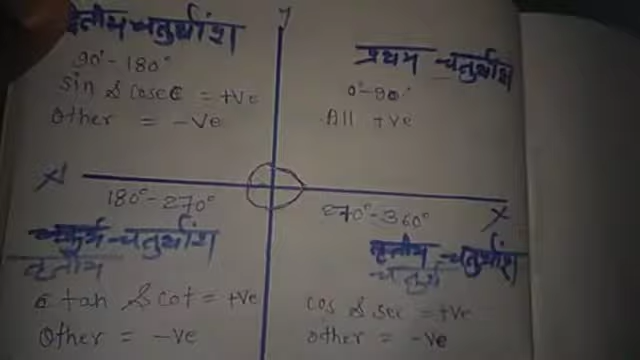 Y
द्वितीय चतुर्थांश
90° - 180°
sin & cosec = +ve
other = -ve
प्रथम चतुर्थांश
0° - 90°
All +ve
X'
X
180° - 270°
चतुर्थ चतुर्थांश
तृतीय
tan & cot = +ve
other = -ve
270° - 360°
तृतीय चतुर्थांश
चतुर्थ
cos & sec = +ve
other = -ve